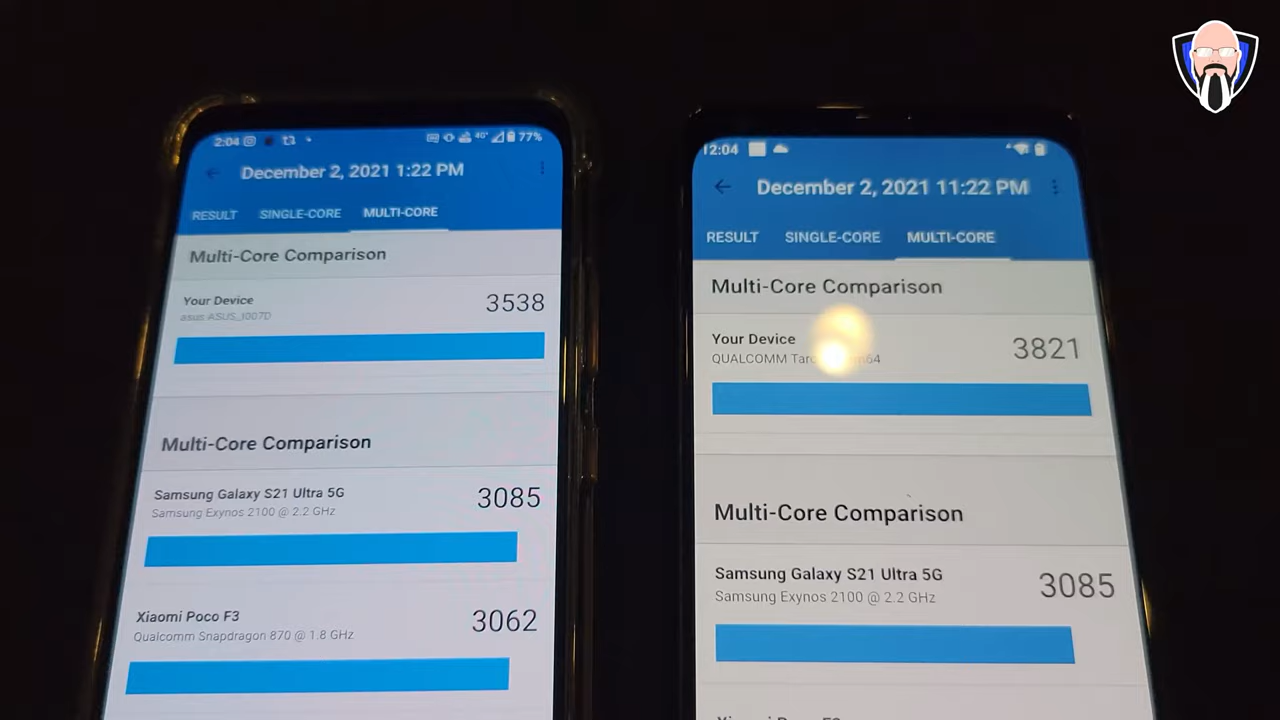 2:04 4G+ 77%
December 2, 2021 1:22 PM
RESULT SINGLE-CORE MULTI-CORE
Multi-Core Comparison
Your Device 3538
asus ASUS_I007D
Multi-Core Comparison
Samsung Galaxy S21 Ultra 5G 3085
Samsung Exynos 2100 @ 2.2 GHz
Xiaomi Poco F3 3062
Qualcomm Snapdragon 870 @ 1.8 GHz
12:04
December 2, 2021 11:22 PM
RESULT SINGLE-CORE MULTI-CORE
Multi-Core Comparison
Your Device 3821
QUALCOMM
Multi-Core Comparison
Samsung Galaxy S21 Ultra 5G 3085
Samsung Exynos 2100 @ 2.2 GHz